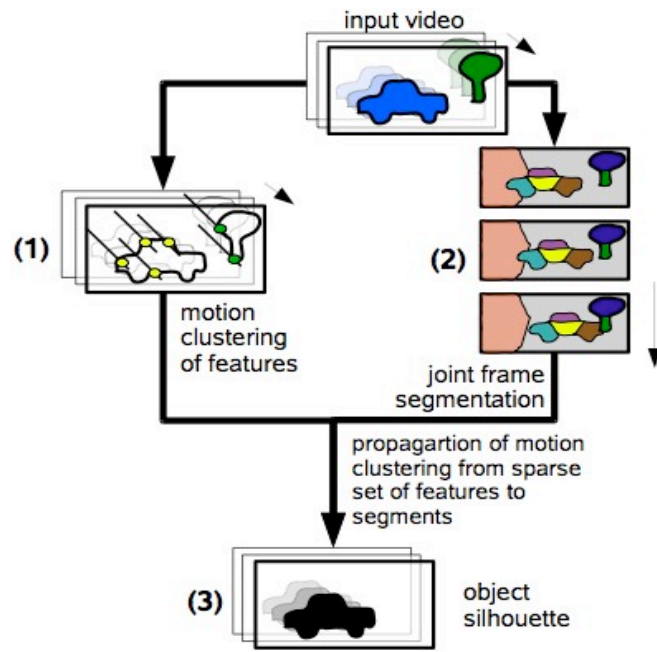 input video
(1)
motion
clustering
of features
(2)
joint frame
segmentation
propagartion of motion
clustering from sparse
set of features to
segments
(3)
object
silhouette